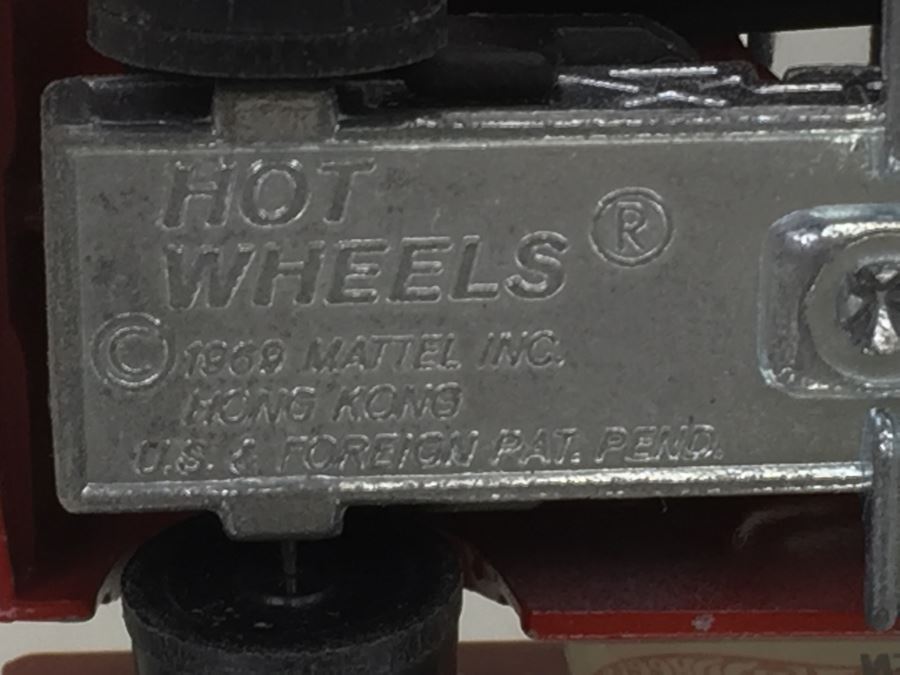 HOT
WHEELS ®
© 1969 MATTEL INC.
HONG KONG
U.S. & FOREIGN PAT. PEND.